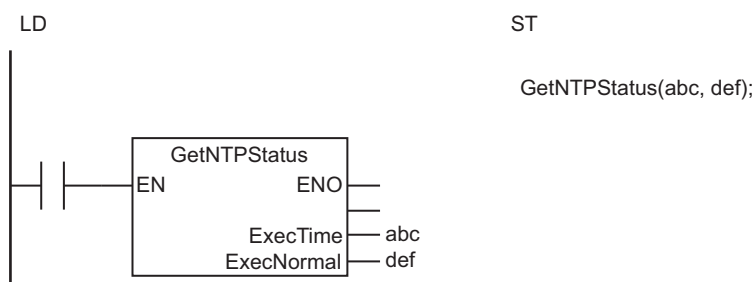 LD
ST
GetNTPStatus(abc, def);
GetNTPStatus
EN ENO
ExecTime abc
ExecNormal def